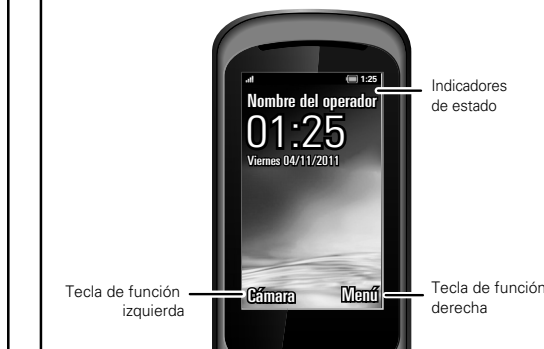 1:25
Nombre del operador
01:25
Viernes 04/11/2011
Indicadores
de estado
Tecla de función
izquierda
Cámara
Menú
Tecla de función
derecha